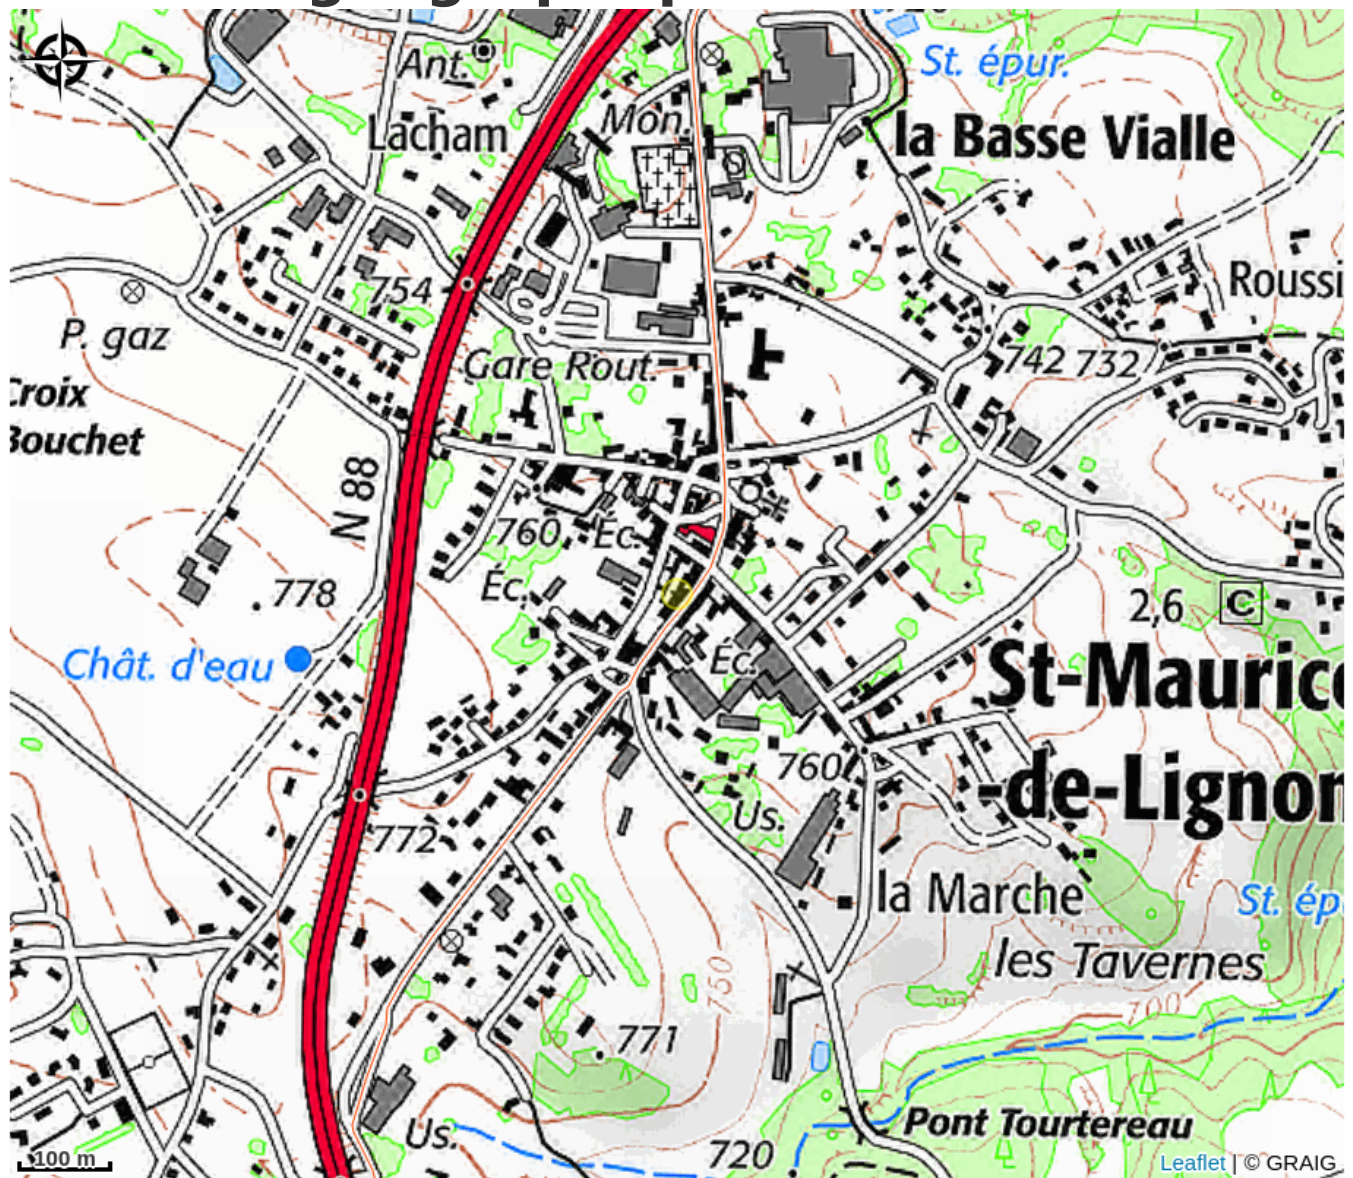 St. épur.
Ant.
Mon.
Lacham
la Basse Vialle
754
Roussi
P. gaz
Gare Rout.
742
732
Croix
Bouchet
N 88
760
Éc.
Éc.
778
2,6
C
Chât. d'eau
Éc.
St-Maurice
760
-de-Lignon
Us.
772
la Marche
St. ép
les Tavernes
750
700
771
Us.
Pont Tourtereau
720
100 m
Leaflet | © GRAIG